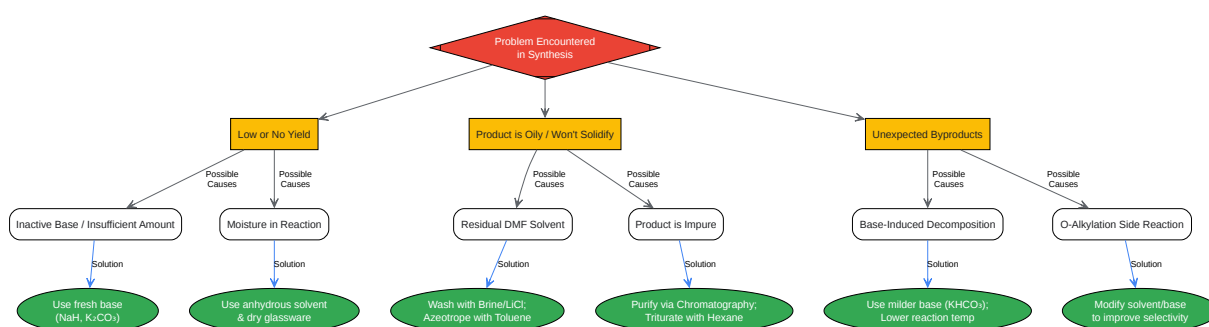 Problem Encountered
in Synthesis
Low or No Yield
Product is Oily / Won't Solidify
Unexpected Byproducts
Possible
Causes
Possible
Causes
Possible
Causes
Possible
Causes
Possible
Causes
Possible
Causes
Inactive Base / Insufficient Amount
Moisture in Reaction
Residual DMF Solvent
Product is Impure
Base-Induced Decomposition
O-Alkylation Side Reaction
Solution
Solution
Solution
Solution
Solution
Solution
Use fresh base
(NaH, K₂CO₃)
Use anhydrous solvent
& dry glassware
Wash with Brine/LiCl;
Azeotrope with Toluene
Purify via Chromatography;
Triturate with Hexane
Use milder base (KHCO₃);
Lower reaction temp
Modify solvent/base
to improve selectivity